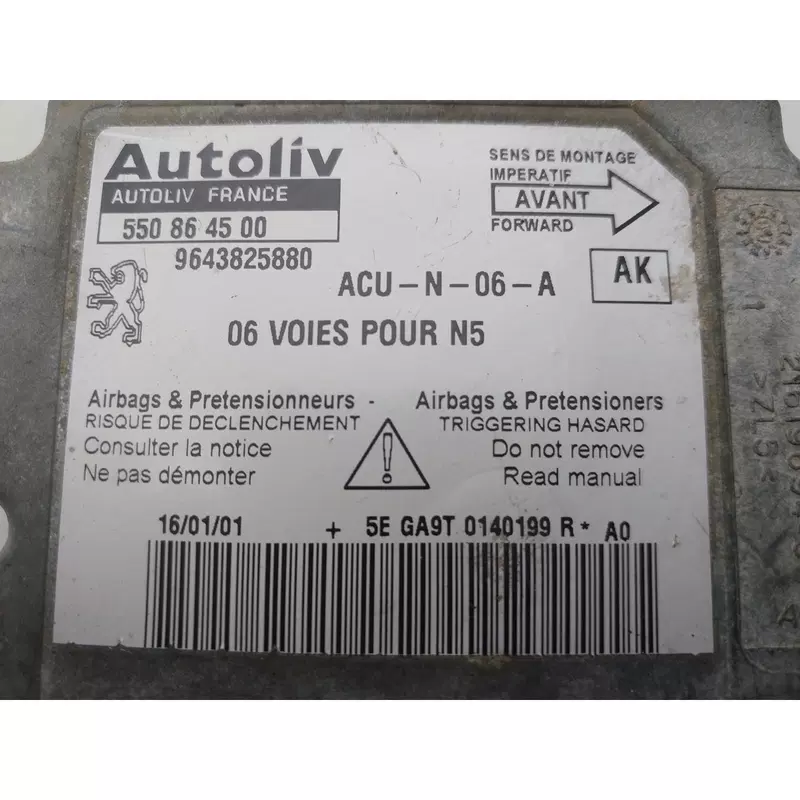 Autoliv
AUTOLIV FRANCE
550 86 45 00
9643825880
SENS DE MONTAGE
IMPERATIF
AVANT
FORWARD
ACU-N-06-A
AK
06 VOIES POUR N5
Airbags & Pretensionneurs -
RISQUE DE DECLENCHEMENT
Consulter la notice
Ne pas démonter
Airbags & Pretensioners
TRIGGERING HASARD
Do not remove
Read manual
16/01/01 + 5E GA9T 0140199 R* A0
1